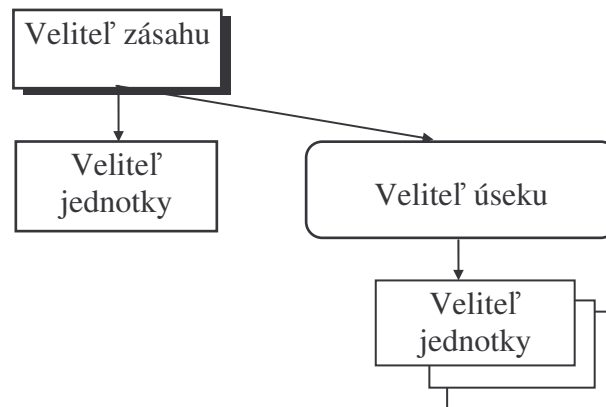 Veliteľ zásahu
Veliteľ
jednotky
Veliteľ úseku
Veliteľ
jednotky